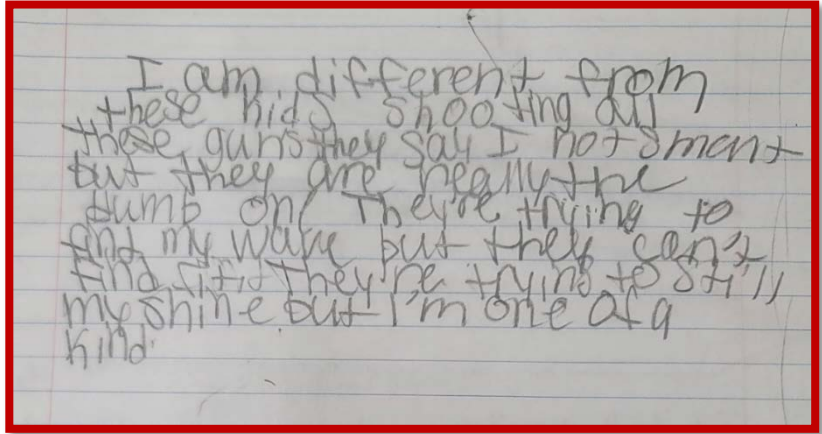 I am different from
these kids shooting all
these guns they say I not smart
but they are really the
dumb on! They're trying to
find my wave but they can't
find it They're trying to still
my shine but I'm one of a
kind.